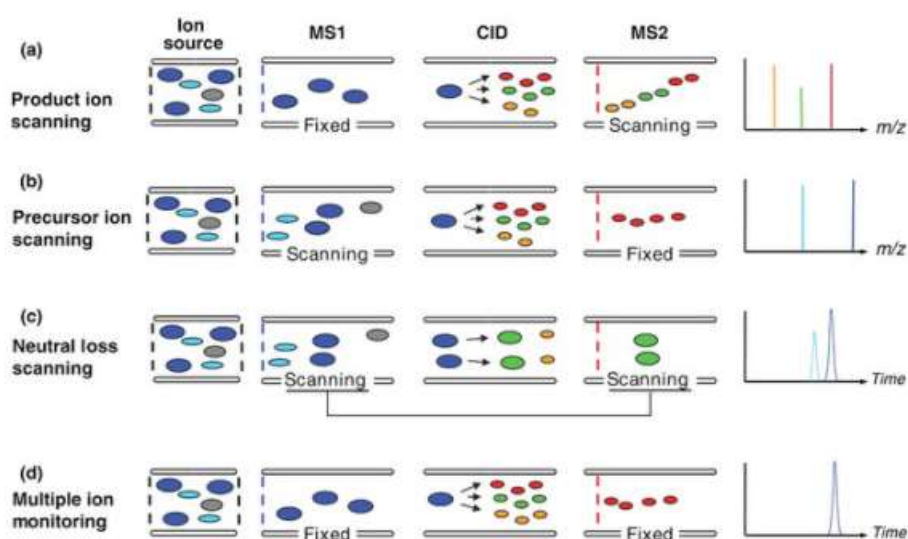 Ion source MS1 CID MS2
(a)
Product ion scanning
Fixed Scanning
m/z
(b)
Precursor ion scanning
Scanning Fixed
m/z
(c)
Neutral loss scanning
Scanning Scanning
Time
(d)
Multiple ion monitoring
Fixed Fixed
Time